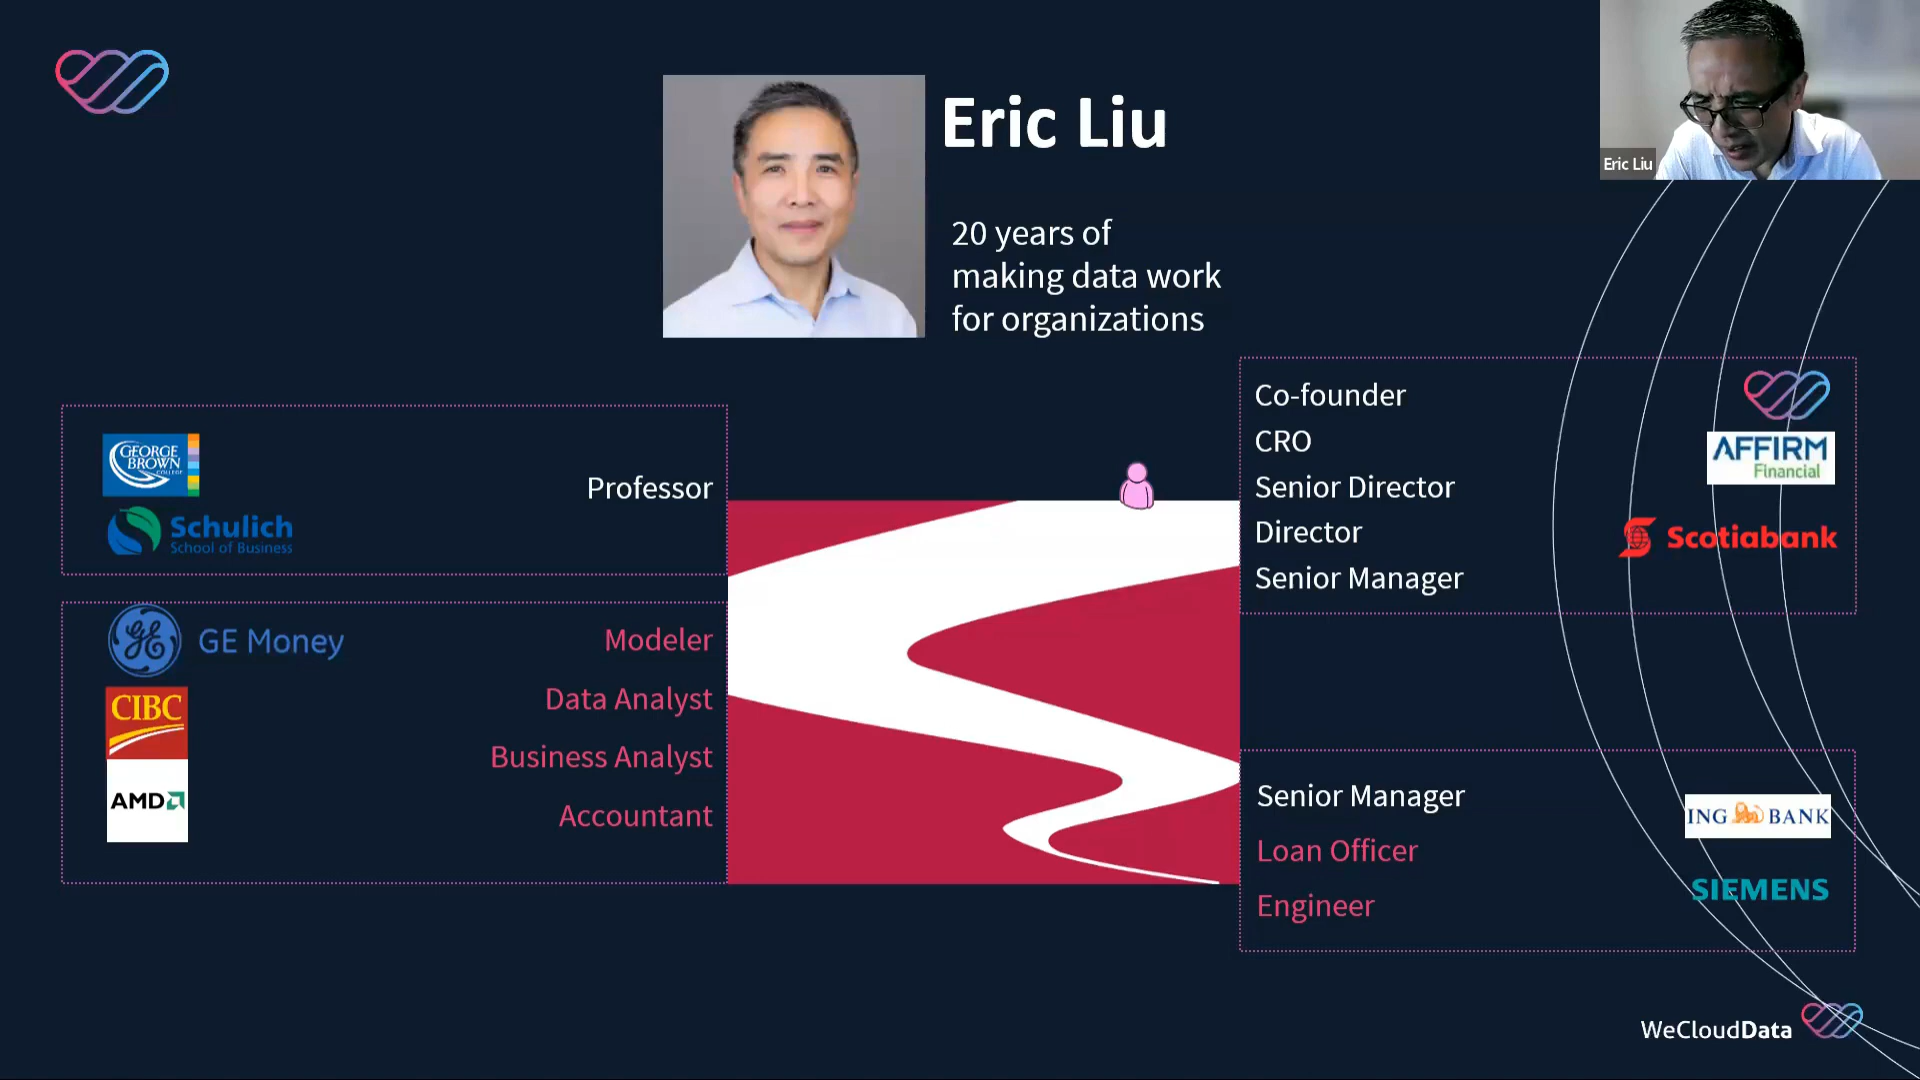 Eric Liu
Eric Liu
20 years of
making data work
for organizations
GEORGE
BROWN
COLLEGE
Schulich
School of Business
Professor
GE Money
CIBC
AMD
Modeler
Data Analyst
Business Analyst
Accountant
Co-founder
CRO
Senior Director
Director
Senior Manager
AFFIRM
Financial
Scotiabank
Senior Manager
Loan Officer
Engineer
ING BANK
SIEMENS
WeCloudData